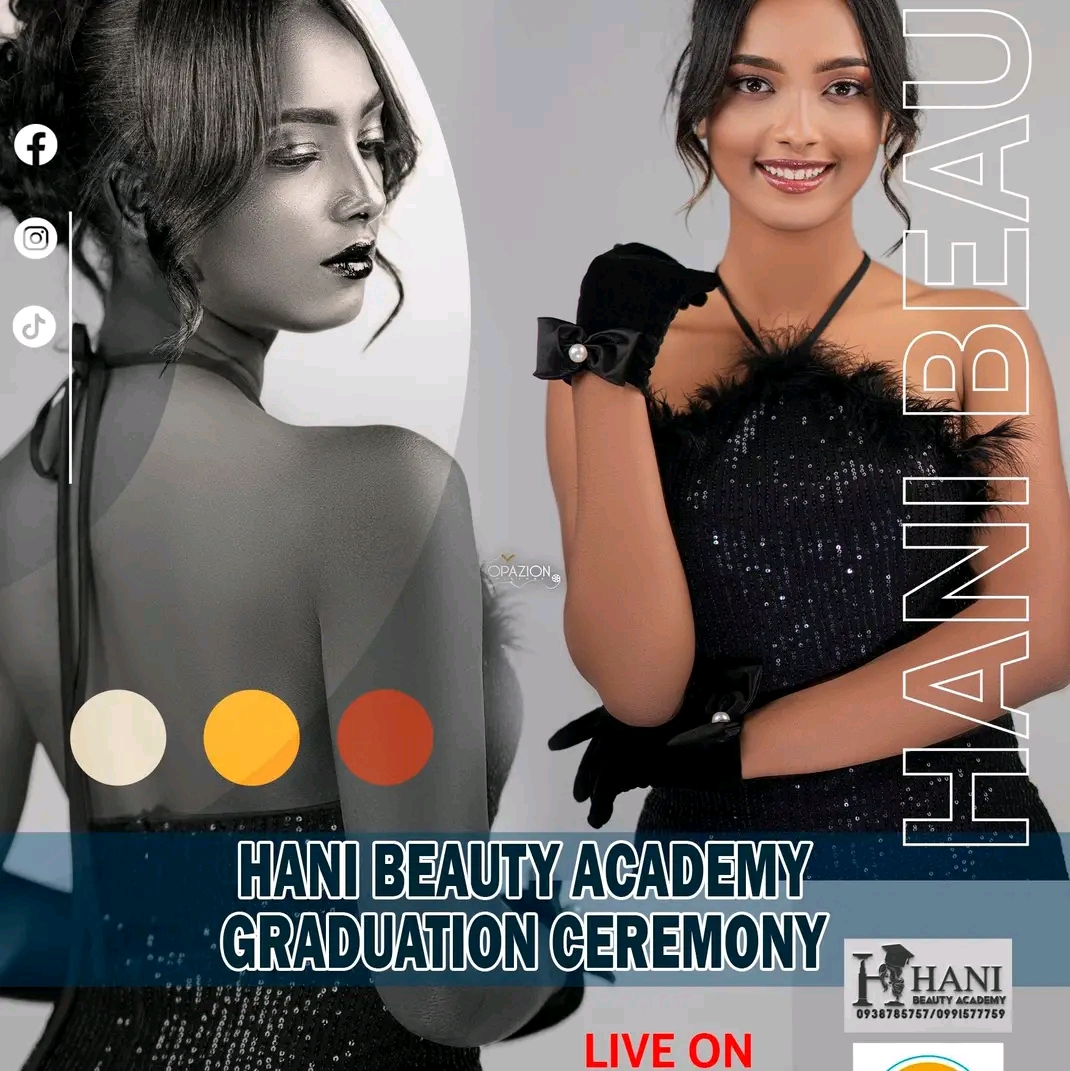 HANI BEAU
OPAZION
HANI BEAUTY ACADEMY
GRADUATION CEREMONY
HANI
BEAUTY ACADEMY
0938785757/0991577759
LIVE ON